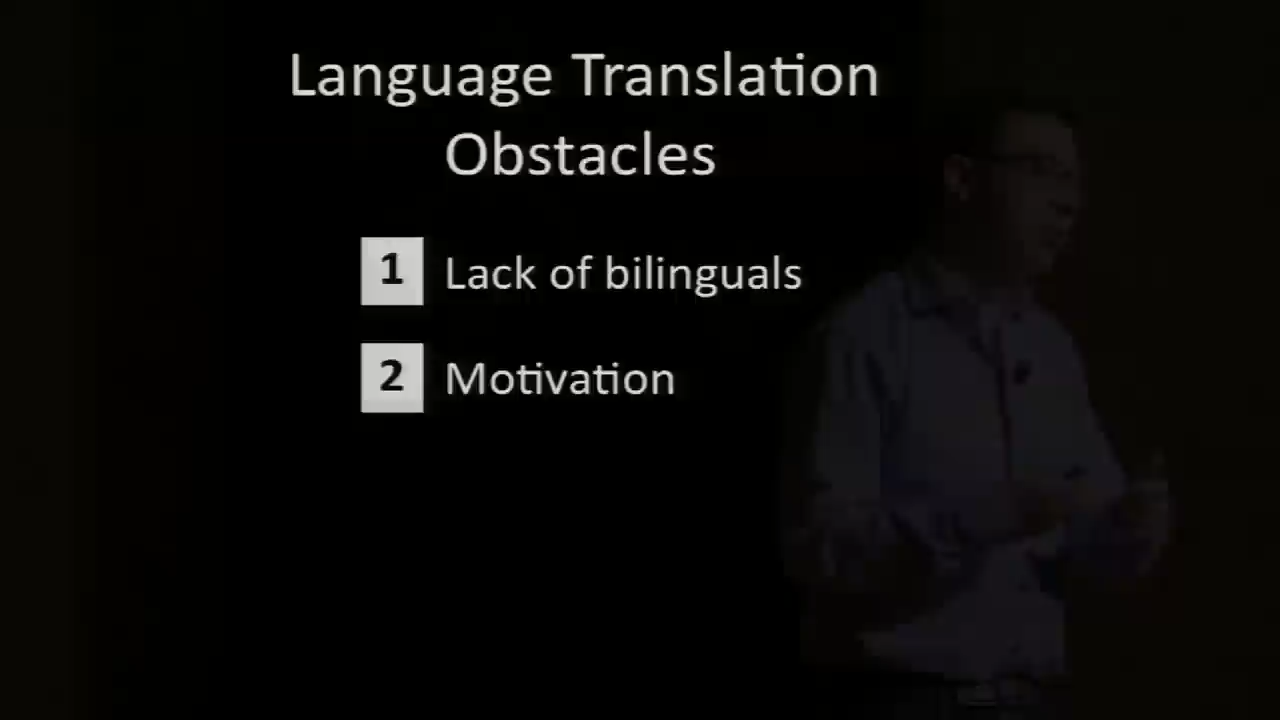 Language Translation
Obstacles
1 Lack of bilinguals
2 Motivation